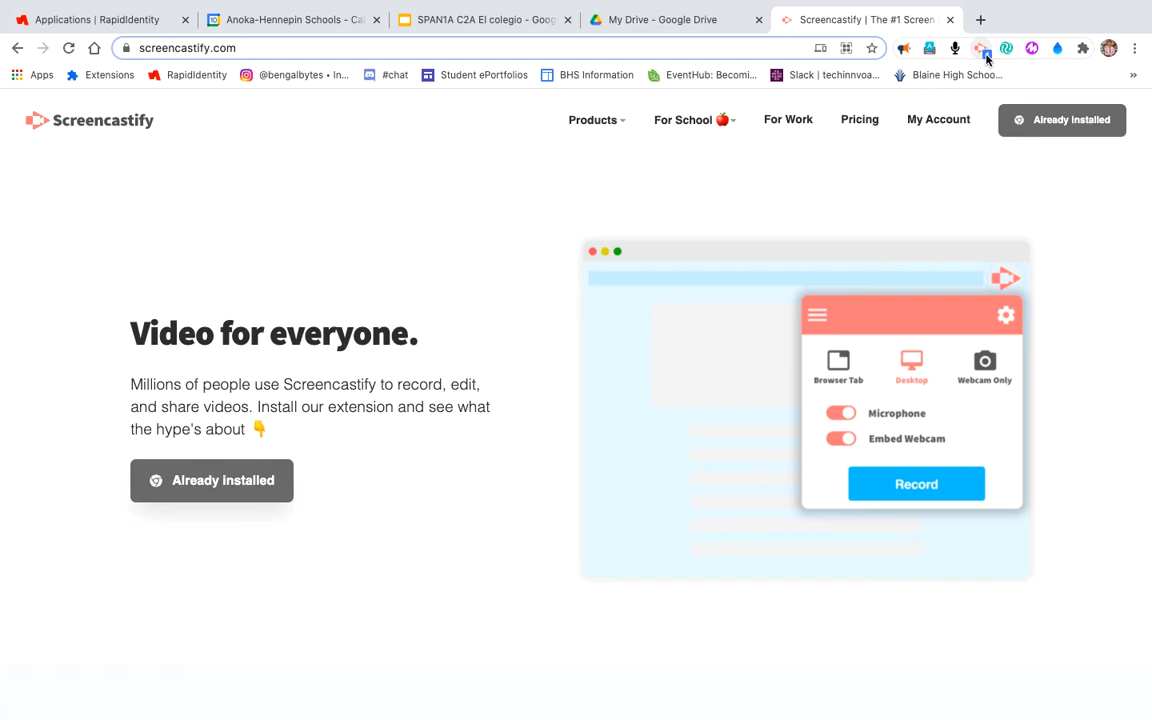 Applications | RapidIdentity
Anoka-Hennepin Schools - Ca
SPAN1A C2A El colegio - Goog
My Drive - Google Drive
Screencastify | The #1 Screen
screencastify.com
Apps
Extensions
RapidIdentity
@bengalbytes • In...
#chat
Student ePortfolios
BHS Information
EventHub: Becomi...
Slack | techinnvoa...
Blaine High Schoo...
»
Screencastify
Products
For School 🍎
For Work
Pricing
My Account
Already installed
Video for everyone.
Millions of people use Screencastify to record, edit,
and share videos. Install our extension and see what
the hype's about 👇
Already installed
Browser Tab
Desktop
Webcam Only
Microphone
Embed Webcam
Record